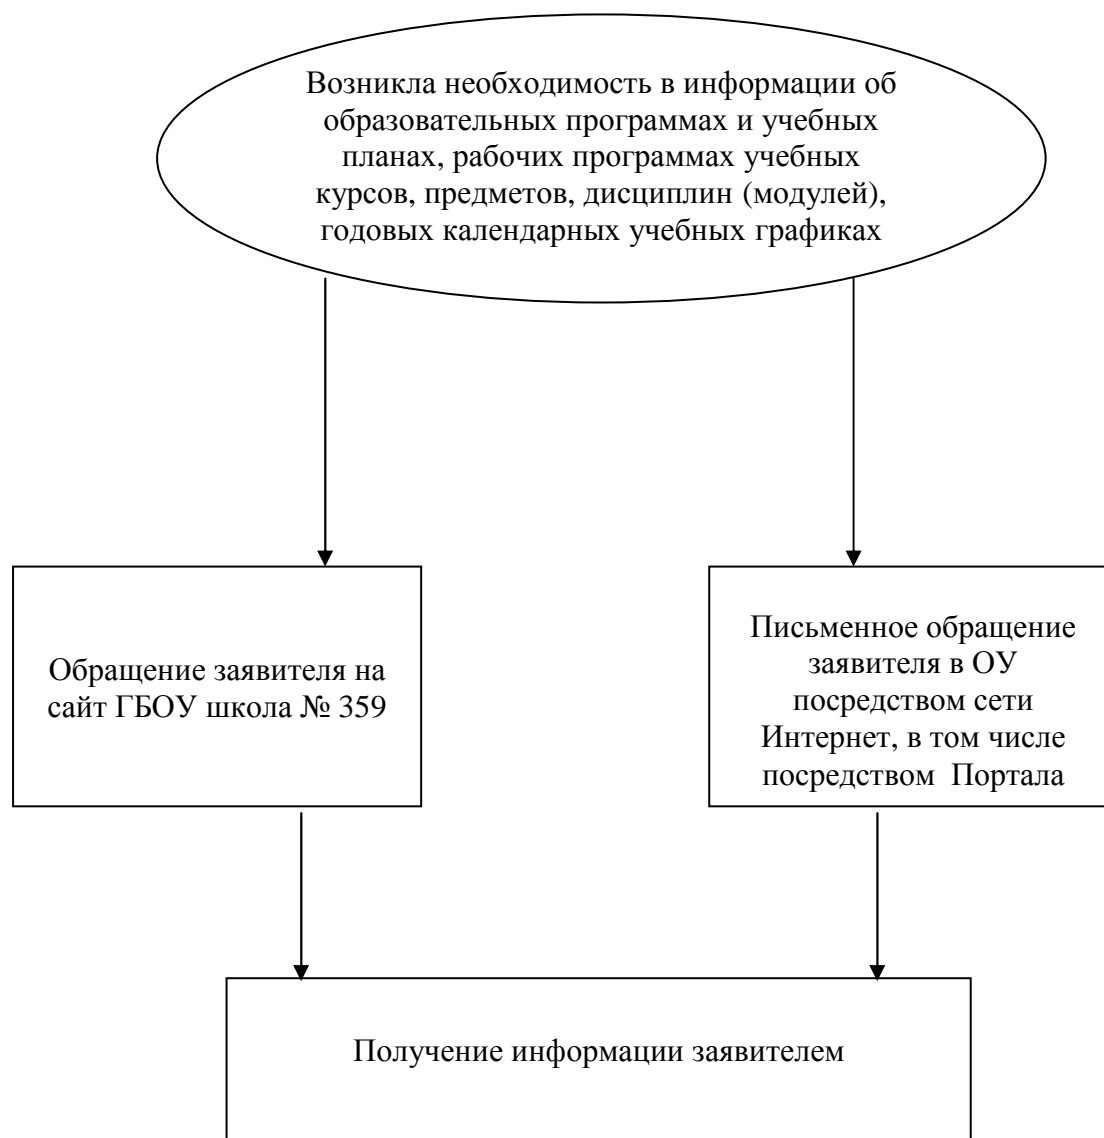 Возникла необходимость в информации об
образовательных программах и учебных
планах, рабочих программах учебных
курсов, предметов, дисциплин (модулей),
годовых календарных учебных графиках
Обращение заявителя на
сайт ГБОУ школа № 359
Письменное обращение
заявителя в ОУ
посредством сети
Интернет, в том числе
посредством Портала
Получение информации заявителем